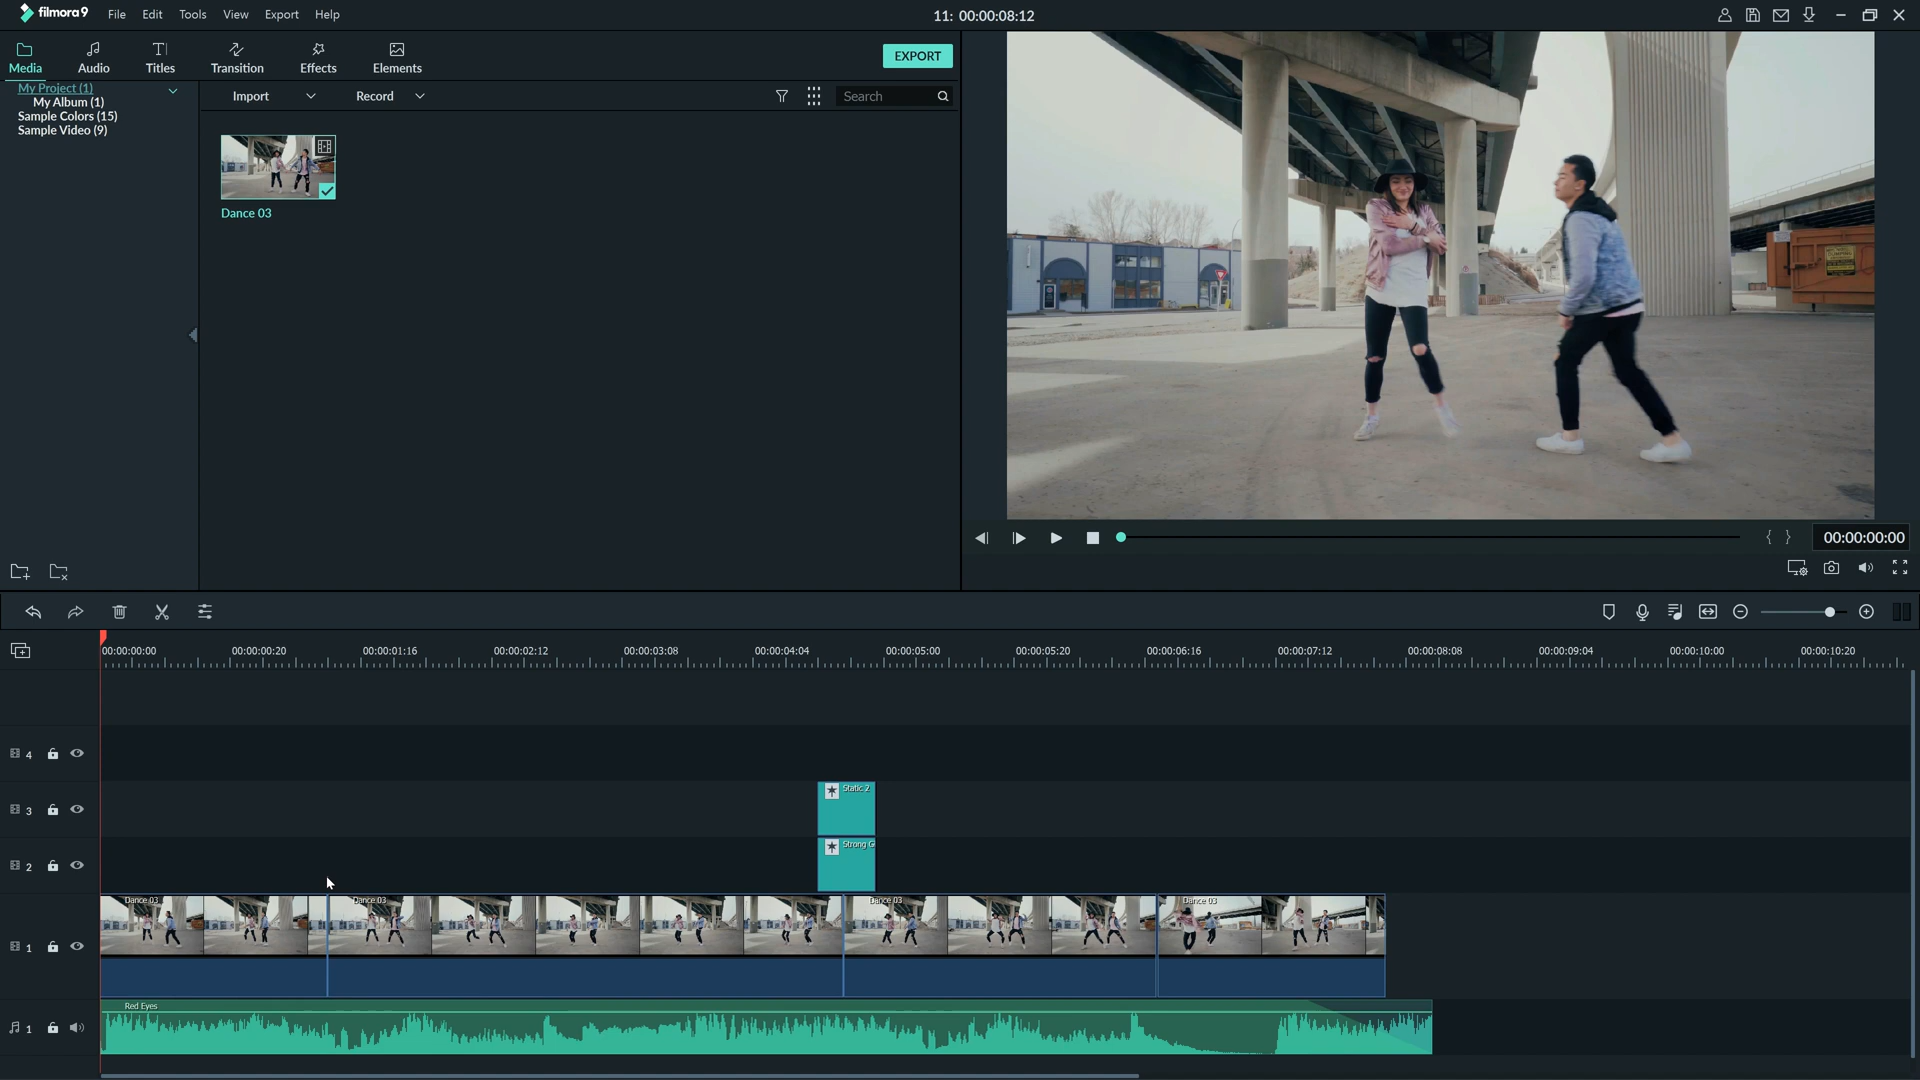 filmora9 File Edit Tools View Export Help
11: 00:00:08:12
Media
Audio
Titles
Transition
Effects
Elements
EXPORT
My Project (1)
My Album (1)
Sample Colors (15)
Sample Video (9)
Import
Record
Search
Dance 03
{ }
00:00:00:00
00:00:00:00 00:00:00:20 00:00:01:16 00:00:02:12 00:00:03:08 00:00:04:04 00:00:05:00 00:00:05:20 00:00:06:16 00:00:07:12 00:00:08:08 00:00:09:04 00:00:10:00 00:00:10:20
4
3
Static 2
2
Strong G
1
Dance 03
Dance 03
Dance 03
Dance 03
1
Red Eyes